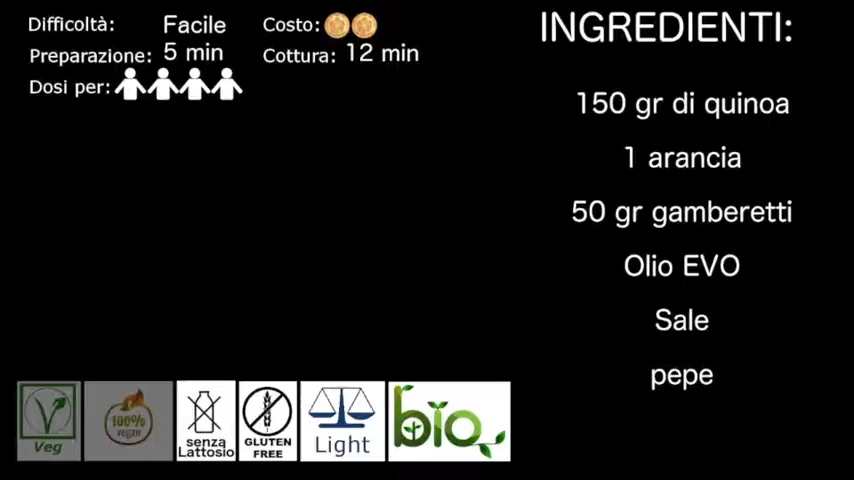 Difficoltà: Facile Costo:
Preparazione: 5 min Cottura: 12 min
Dosi per:
INGREDIENTI:
150 gr di quinoa
1 arancia
50 gr gamberetti
Olio EVO
Sale
pepe
Veg
100%
vegan
senza
Lattosio
GLUTEN
FREE
Light
bio